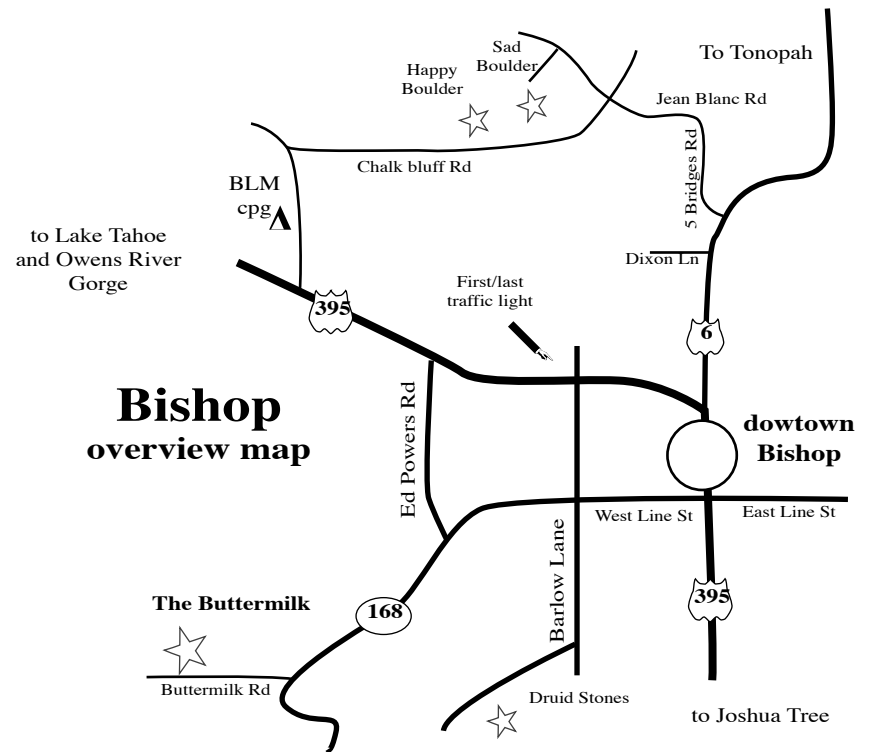 To Tonopah
Sad
Boulder
Happy
Boulder
Jean Blanc Rd
5 Bridges Rd
Chalk bluff Rd
BLM
cpg
to Lake Tahoe
and Owens River
Gorge
Dixon Ln
First/last
traffic light
395
6
Bishop
overview map
Ed Powers Rd
dowtown
Bishop
West Line St
East Line St
Barlow Lane
The Buttermilk
168
395
Buttermilk Rd
Druid Stones
to Joshua Tree